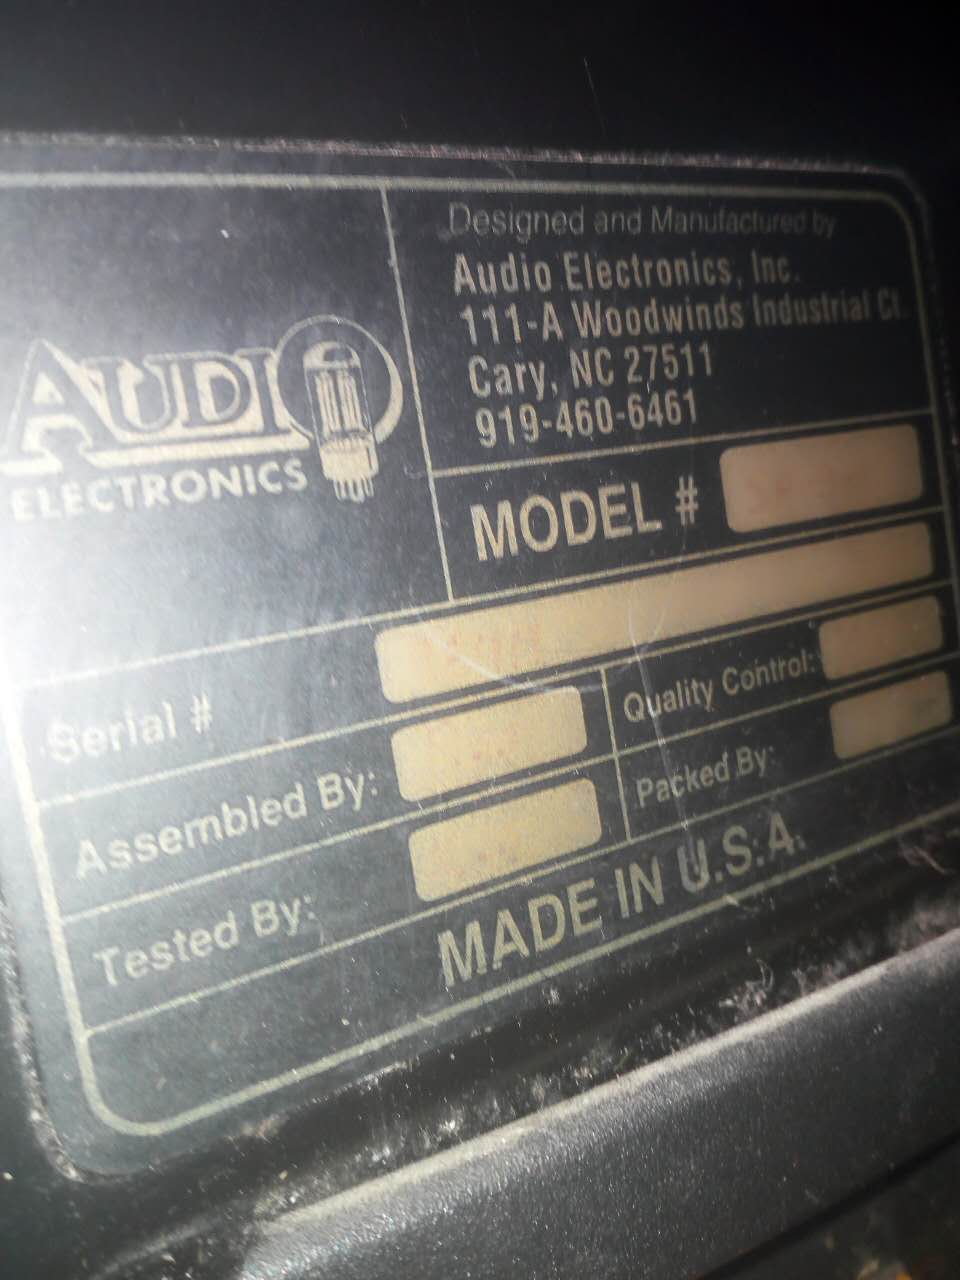 AUDIO
ELECTRONICS
Designed and Manufactured by
Audio Electronics, Inc.
111-A Woodwinds Industrial Ct.
Cary, NC 27511
919-460-6461
MODEL #
Serial #
Assembled By:
Quality Control:
Tested By:
Packed By:
MADE IN U.S.A.